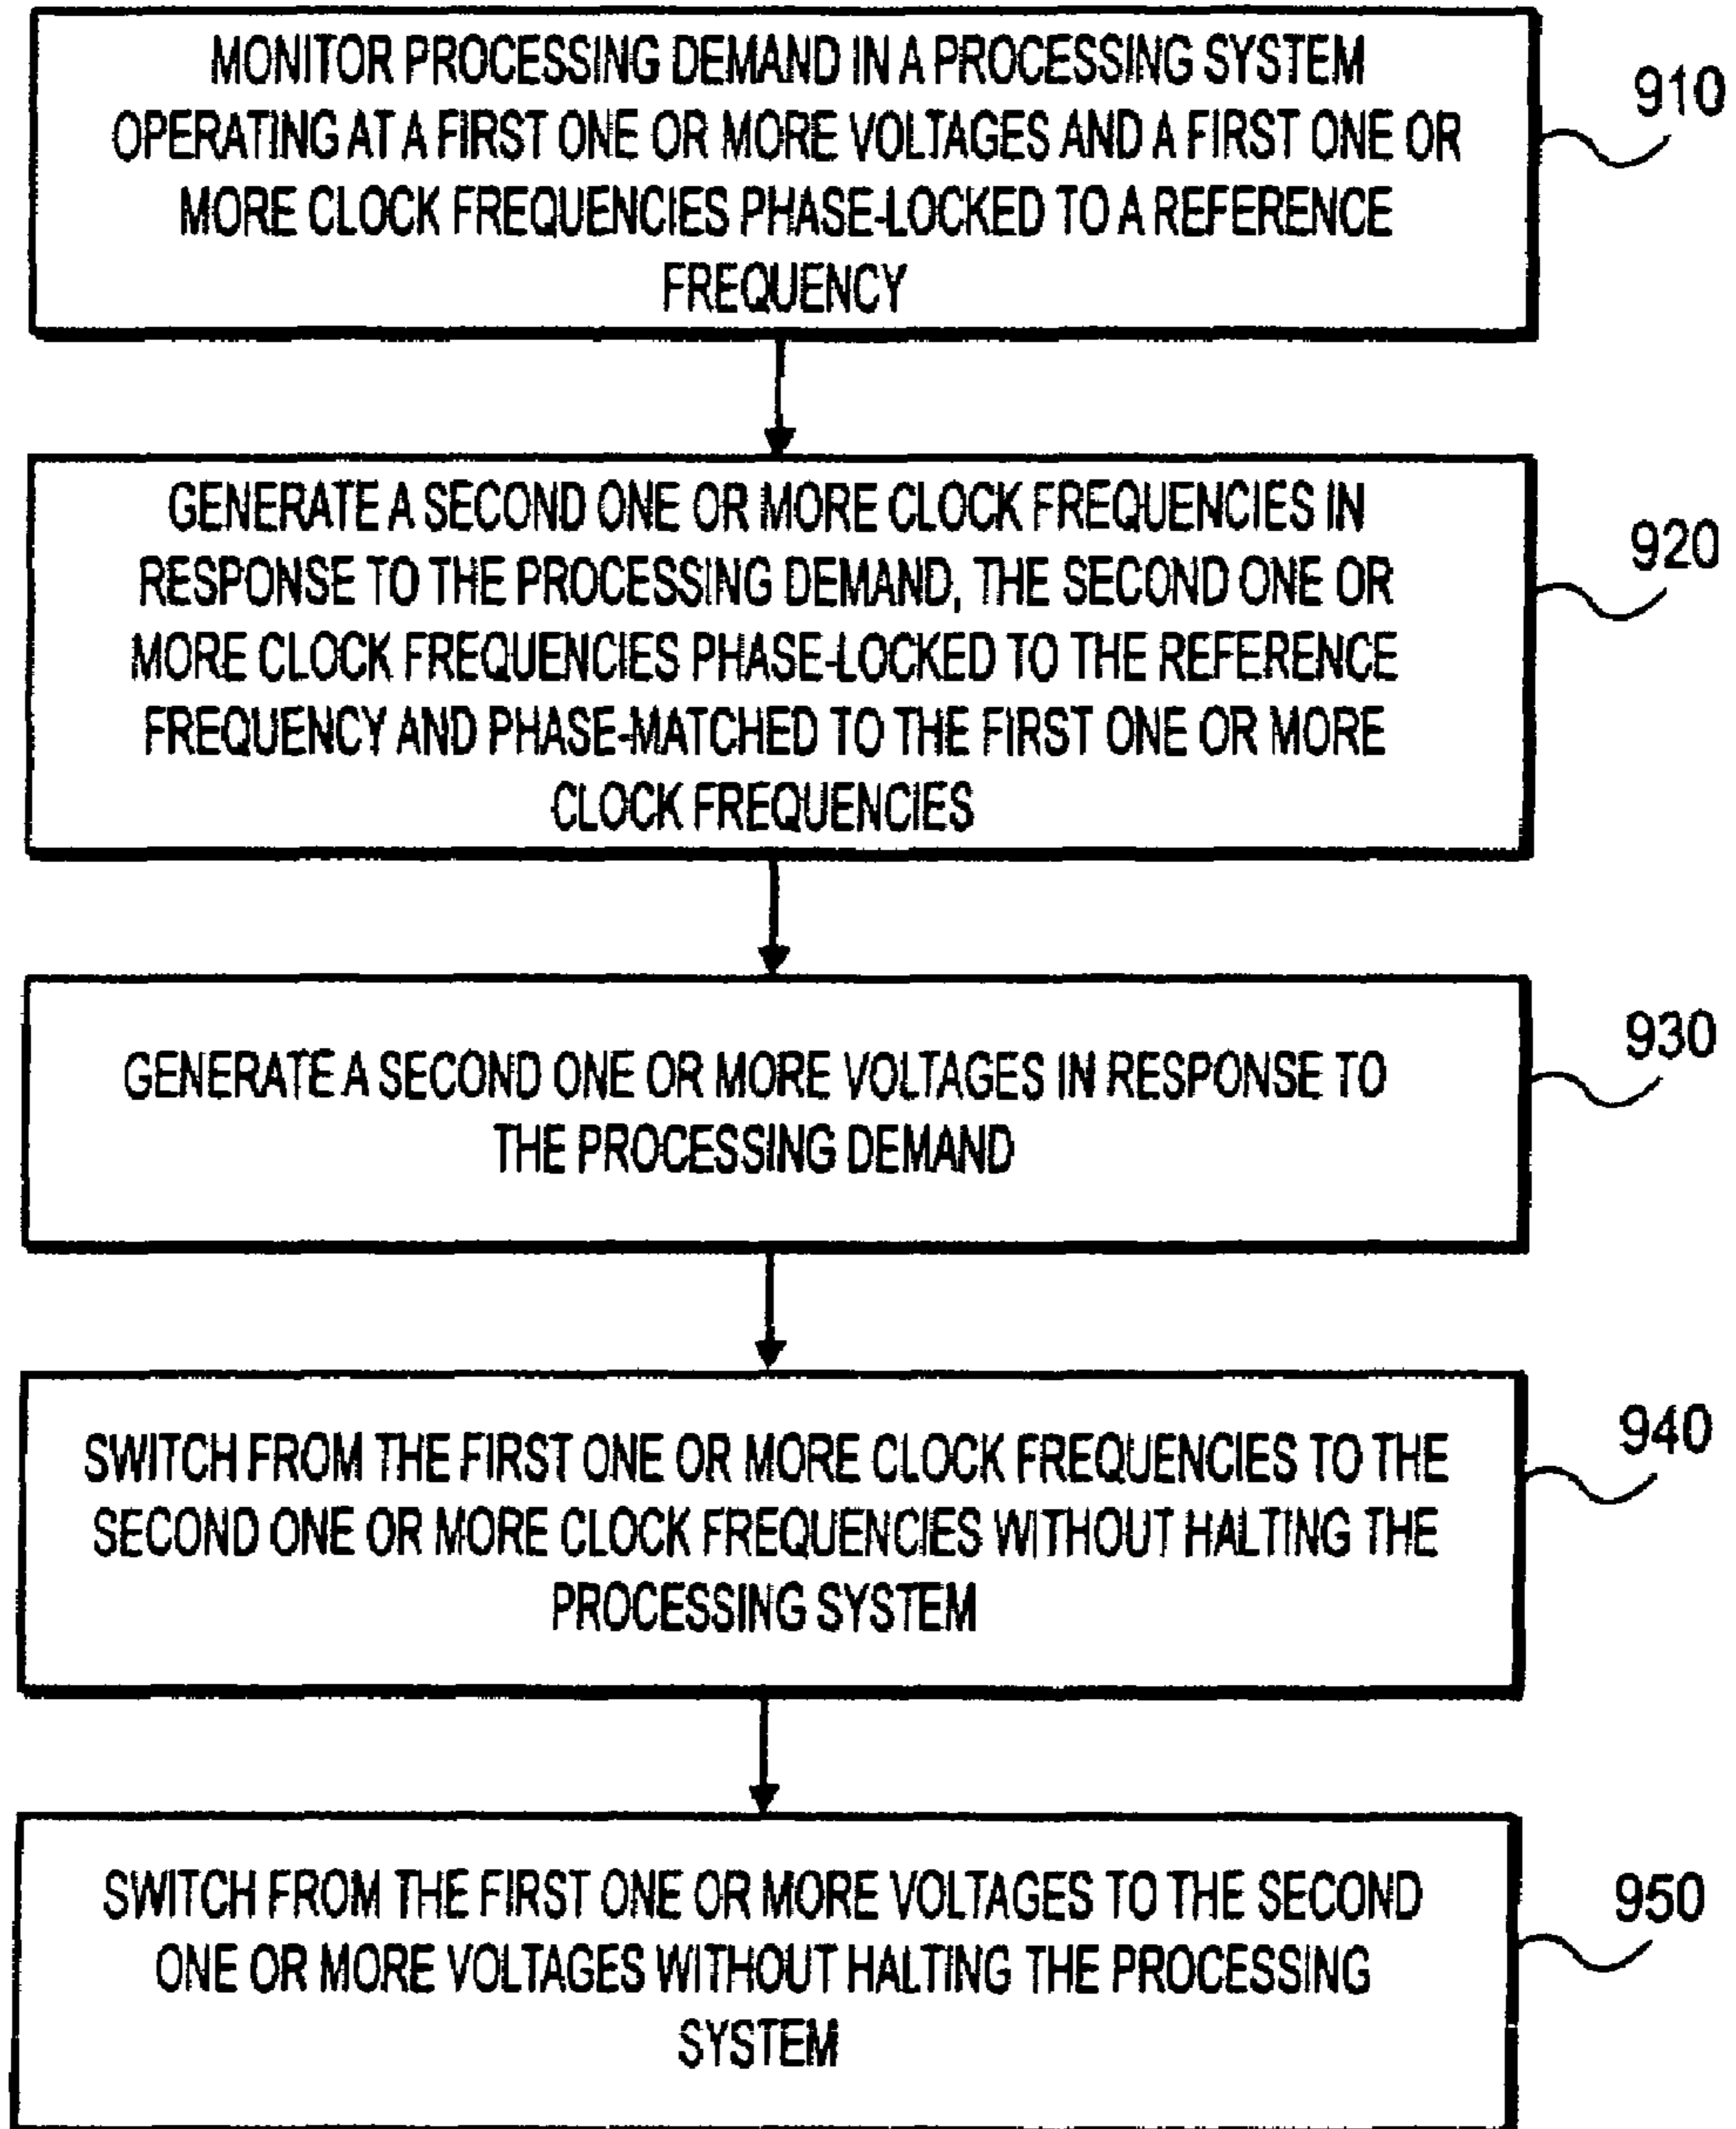 MONITOR PROCESSING DEMAND IN A PROCESSING SYSTEM
OPERATING AT A FIRST ONE OR MORE VOLTAGES AND A FIRST ONE OR
MORE CLOCK FREQUENCIES PHASE-LOCKED TO A REFERENCE
FREQUENCY
910
GENERATE A SECOND ONE OR MORE CLOCK FREQUENCIES IN
RESPONSE TO THE PROCESSING DEMAND, THE SECOND ONE OR
MORE CLOCK FREQUENCIES PHASE-LOCKED TO THE REFERENCE
FREQUENCY AND PHASE-MATCHED TO THE FIRST ONE OR MORE
CLOCK FREQUENCIES
920
GENERATE A SECOND ONE OR MORE VOLTAGES IN RESPONSE TO
THE PROCESSING DEMAND
930
SWITCH FROM THE FIRST ONE OR MORE CLOCK FREQUENCIES TO THE
SECOND ONE OR MORE CLOCK FREQUENCIES WITHOUT HALTING THE
PROCESSING SYSTEM
940
SWITCH FROM THE FIRST ONE OR MORE VOLTAGES TO THE SECOND
ONE OR MORE VOLTAGES WITHOUT HALTING THE PROCESSING
SYSTEM
950